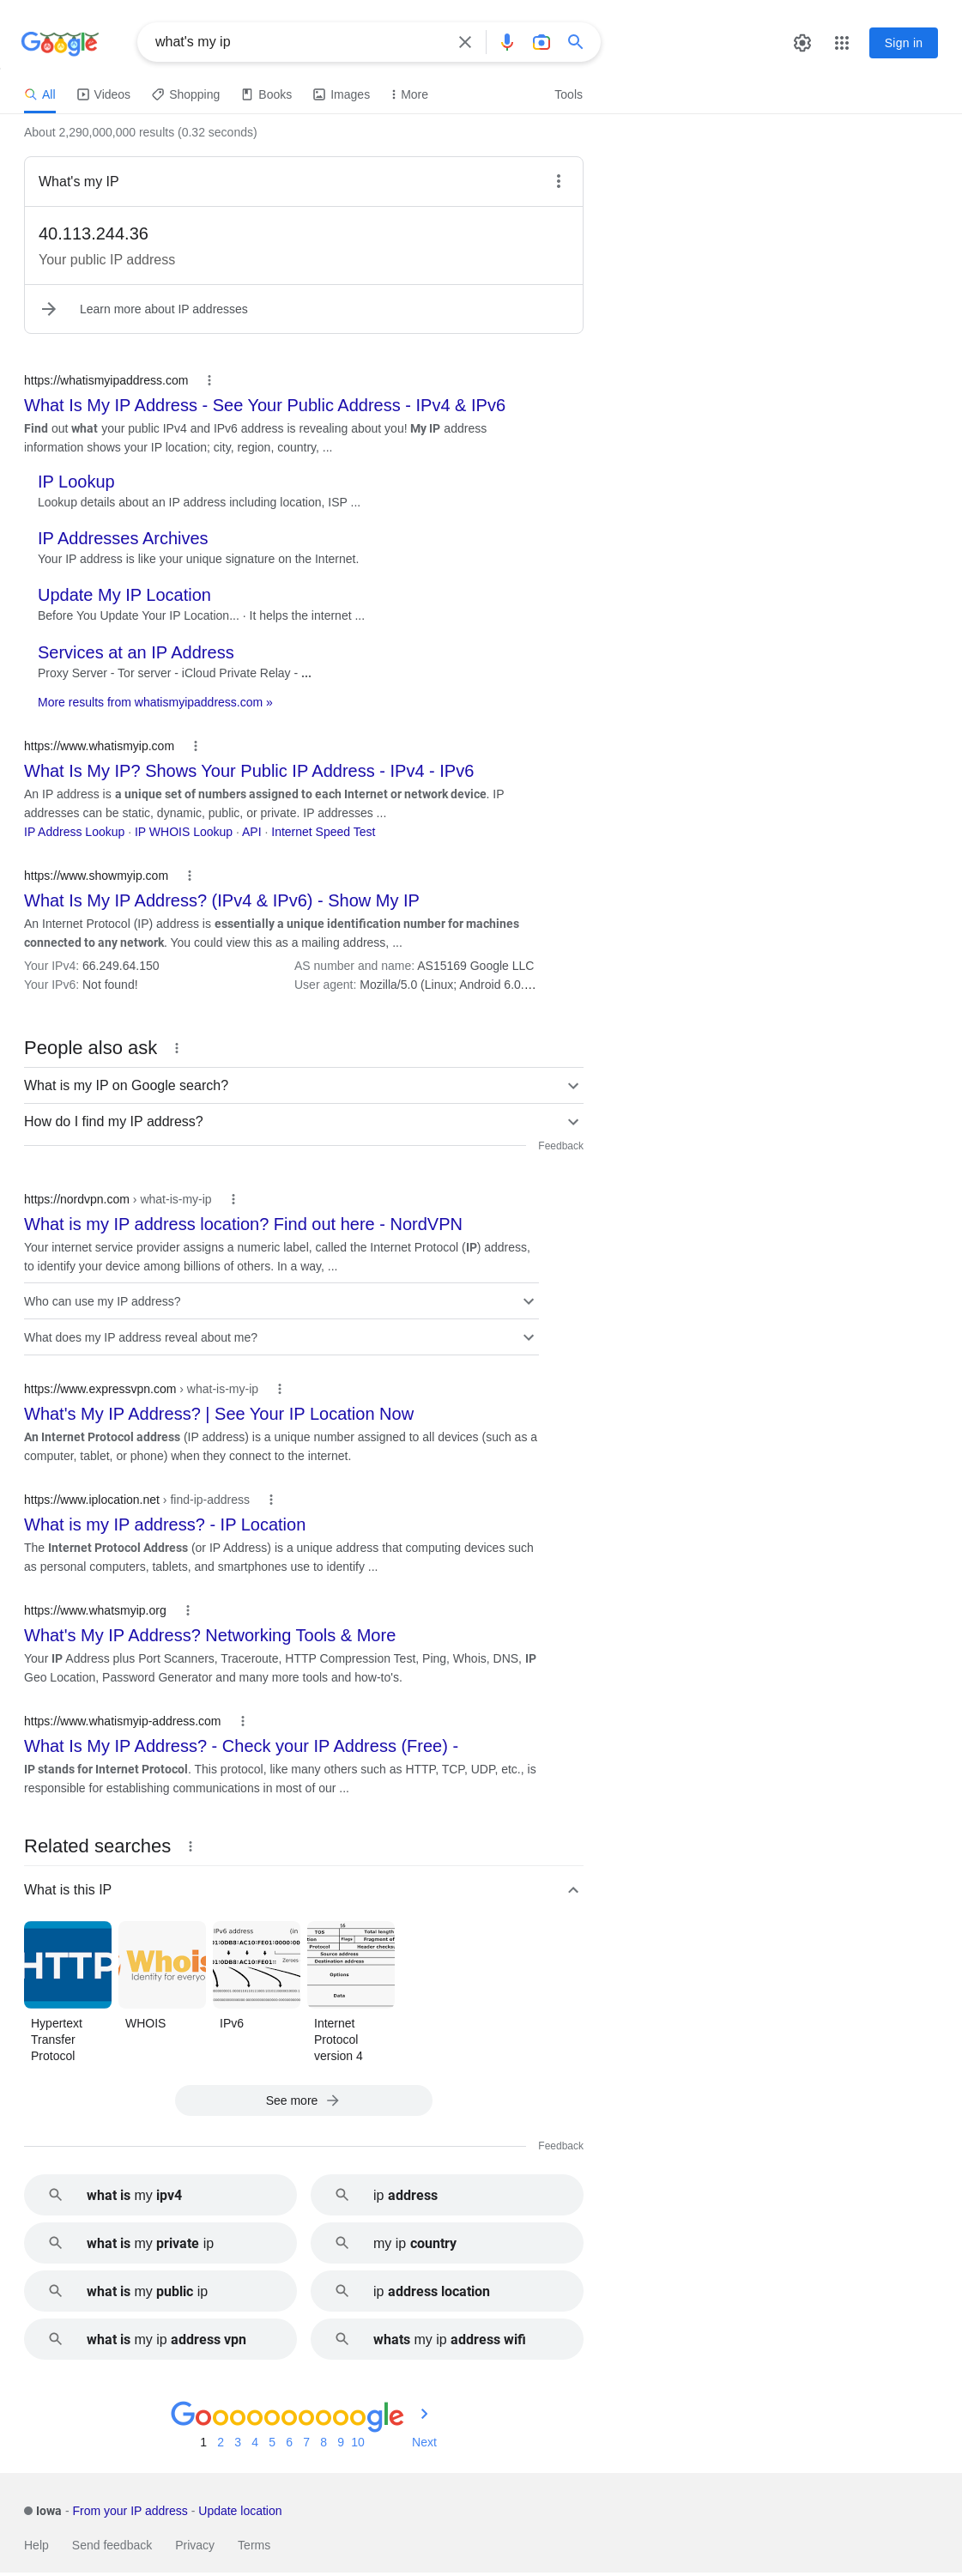 Google
what's my ip
Sign in
All
Videos
Shopping
Books
Images
More
Tools
About 2,290,000,000 results (0.32 seconds)
What's my IP
40.113.244.36
Your public IP address
Learn more about IP addresses
https://whatismyipaddress.com
What Is My IP Address - See Your Public Address - IPv4 & IPv6
Find out what your public IPv4 and IPv6 address is revealing about you! My IP address
information shows your IP location; city, region, country, ...
IP Lookup
Lookup details about an IP address including location, ISP ...
IP Addresses Archives
Your IP address is like your unique signature on the Internet.
Update My IP Location
Before You Update Your IP Location... · It helps the internet ...
Services at an IP Address
Proxy Server - Tor server - iCloud Private Relay - ...
More results from whatismyipaddress.com »
https://www.whatismyip.com
What Is My IP? Shows Your Public IP Address - IPv4 - IPv6
An IP address is a unique set of numbers assigned to each Internet or network device. IP
addresses can be static, dynamic, public, or private. IP addresses ...
IP Address Lookup · IP WHOIS Lookup · API · Internet Speed Test
https://www.showmyip.com
What Is My IP Address? (IPv4 & IPv6) - Show My IP
An Internet Protocol (IP) address is essentially a unique identification number for machines
connected to any network. You could view this as a mailing address, ...
Your IPv4: 66.249.64.150
AS number and name: AS15169 Google LLC
Your IPv6: Not found!
User agent: Mozilla/5.0 (Linux; Android 6.0....
People also ask
What is my IP on Google search?
How do I find my IP address?
Feedback
https://nordvpn.com › what-is-my-ip
What is my IP address location? Find out here - NordVPN
Your internet service provider assigns a numeric label, called the Internet Protocol (IP) address,
to identify your device among billions of others. In a way, ...
Who can use my IP address?
What does my IP address reveal about me?
https://www.expressvpn.com › what-is-my-ip
What's My IP Address? | See Your IP Location Now
An Internet Protocol address (IP address) is a unique number assigned to all devices (such as a
computer, tablet, or phone) when they connect to the internet.
https://www.iplocation.net › find-ip-address
What is my IP address? - IP Location
The Internet Protocol Address (or IP Address) is a unique address that computing devices such
as personal computers, tablets, and smartphones use to identify ...
https://www.whatsmyip.org
What's My IP Address? Networking Tools & More
Your IP Address plus Port Scanners, Traceroute, HTTP Compression Test, Ping, Whois, DNS, IP
Geo Location, Password Generator and many more tools and how-to's.
https://www.whatismyip-address.com
What Is My IP Address? - Check your IP Address (Free) -
IP stands for Internet Protocol. This protocol, like many others such as HTTP, TCP, UDP, etc., is
responsible for establishing communications in most of our ...
Related searches
What is this IP
HTTP
Whois
Identity for everyo
IPv6 address (in
Zeroes
16
TOS Total length
Flags Fragment of
Protocol Header checks
Source address
Destination address
Options
Data
Hypertext
Transfer
Protocol
WHOIS
IPv6
Internet
Protocol
version 4
See more
Feedback
what is my ipv4
ip address
what is my private ip
my ip country
what is my public ip
ip address location
what is my ip address vpn
whats my ip address wifi
Goooooooooogle
1 2 3 4 5 6 7 8 9 10 Next
Iowa - From your IP address - Update location
Help
Send feedback
Privacy
Terms